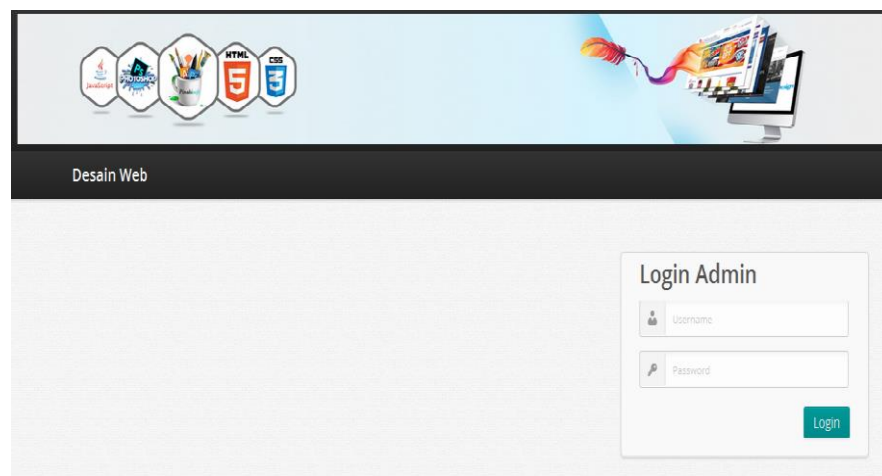 JavaScript
PHOTOSHOP
HTML
5
CSS
3
Desain Web
Login Admin
Username
Password
Login